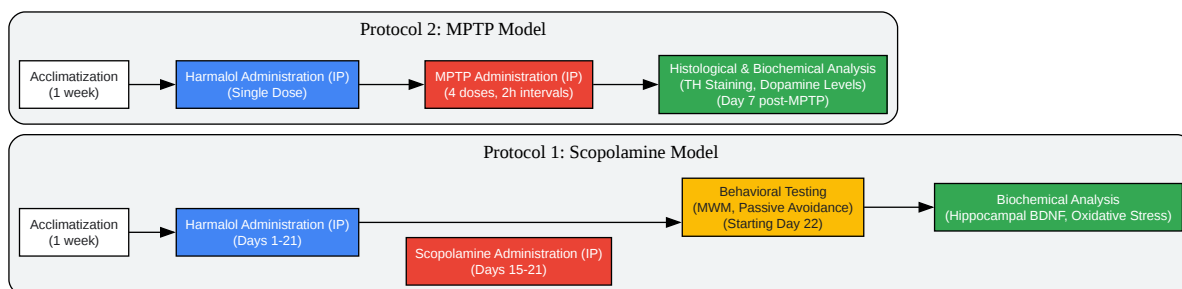 Protocol 2: MPTP Model
Acclimatization
(1 week)
Harmalol Administration (IP)
(Single Dose)
MPTP Administration (IP)
(4 doses, 2h intervals)
Histological & Biochemical Analysis
(TH Staining, Dopamine Levels)
(Day 7 post-MPTP)
Protocol 1: Scopolamine Model
Acclimatization
(1 week)
Harmalol Administration (IP)
(Days 1-21)
Scopolamine Administration (IP)
(Days 15-21)
Behavioral Testing
(MWM, Passive Avoidance)
(Starting Day 22)
Biochemical Analysis
(Hippocampal BDNF, Oxidative Stress)